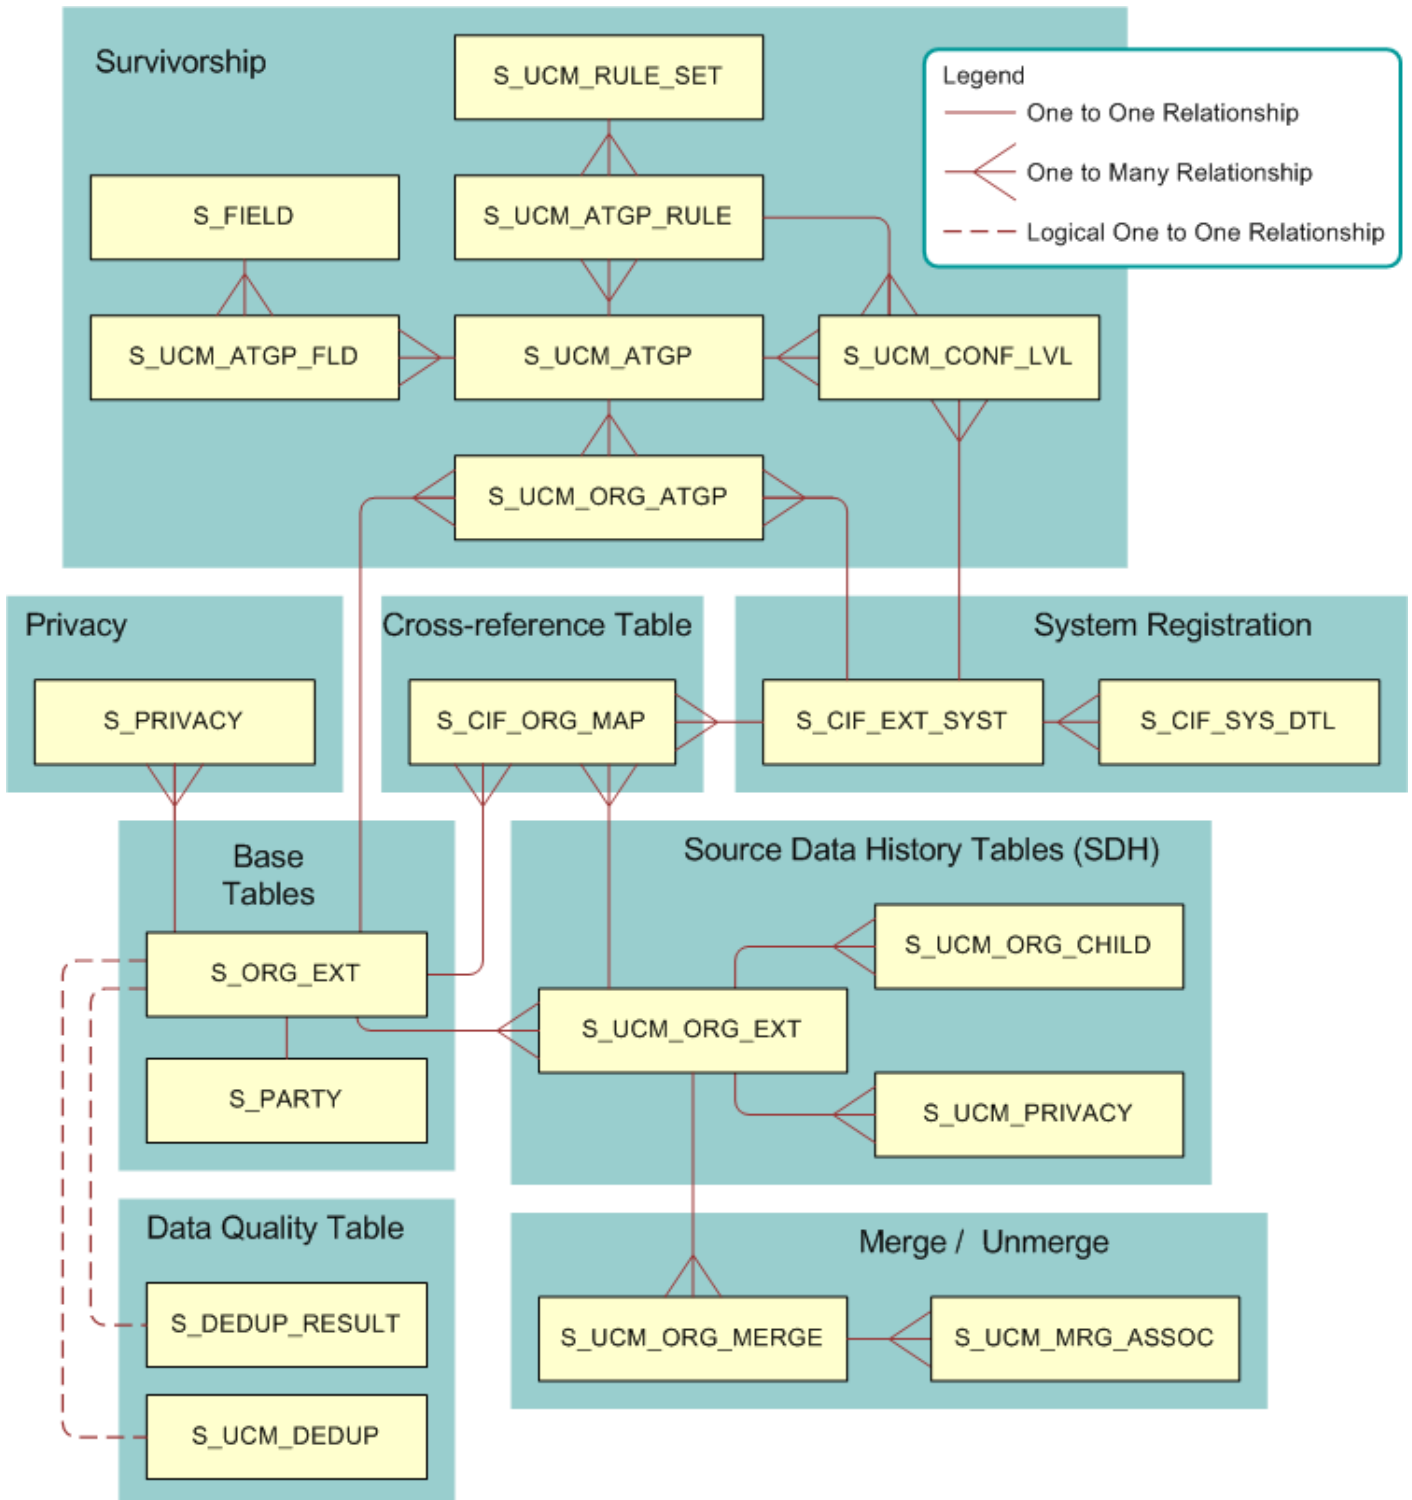 Survivorship
S_UCM_RULE_SET
Legend
One to One Relationship
One to Many Relationship
Logical One to One Relationship
S_FIELD
S_UCM_ATGP_RULE
S_UCM_ATGP_FLD
S_UCM_ATGP
S_UCM_CONF_LVL
S_UCM_ORG_ATGP
Privacy
S_PRIVACY
Cross-reference Table
S_CIF_ORG_MAP
System Registration
S_CIF_EXT_SYST
S_CIF_SYS_DTL
Base
Tables
S_ORG_EXT
S_PARTY
Source Data History Tables (SDH)
S_UCM_ORG_CHILD
S_UCM_ORG_EXT
S_UCM_PRIVACY
Data Quality Table
S_DEDUP_RESULT
S_UCM_DEDUP
Merge / Unmerge
S_UCM_ORG_MERGE
S_UCM_MRG_ASSOC